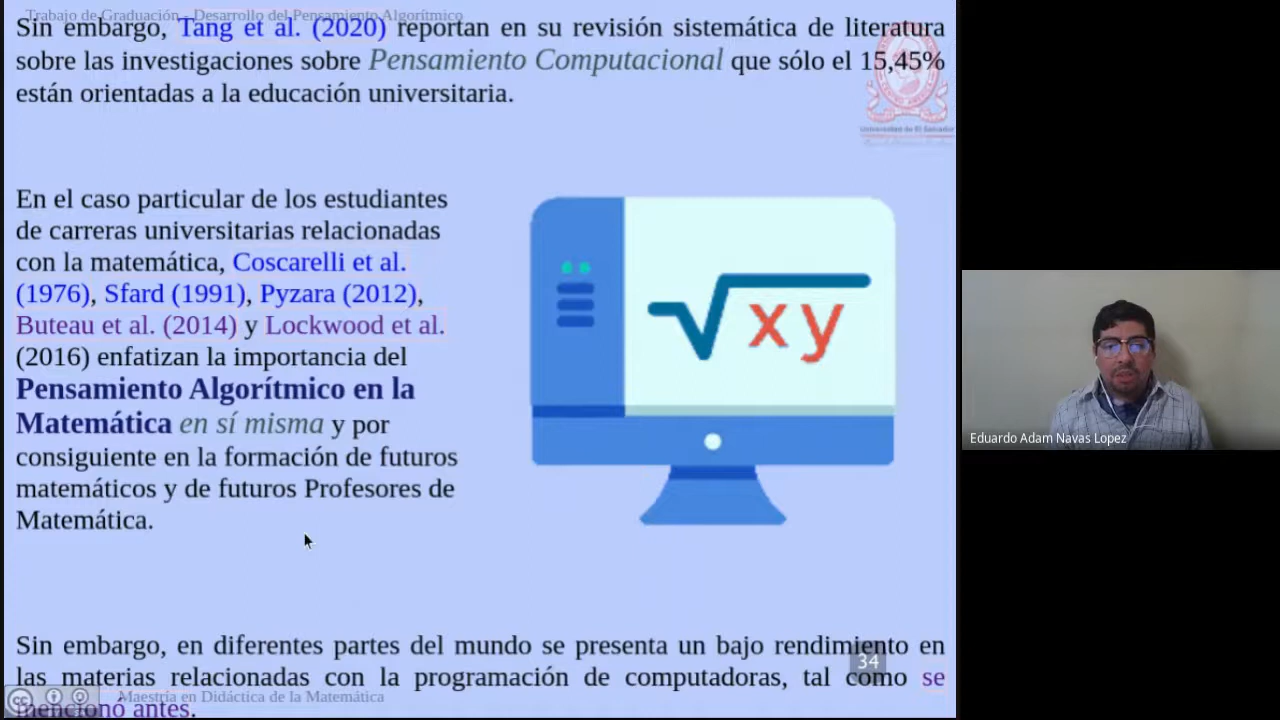 Trabajo de Graduación - Desarrollo del Pensamiento Algorítmico
Sin embargo, Tang et al. (2020) reportan en su revisión sistemática de literatura
sobre las investigaciones sobre Pensamiento Computacional que sólo el 15,45%
están orientadas a la educación universitaria.
Universidad de El Salvador
En el caso particular de los estudiantes
de carreras universitarias relacionadas
con la matemática, Coscarelli et al.
(1976), Sfard (1991), Pyzara (2012),
Buteau et al. (2014) y Lockwood et al.
(2016) enfatizan la importancia del
Pensamiento Algorítmico en la
Matemática en sí misma y por
consiguiente en la formación de futuros
matemáticos y de futuros Profesores de
Matemática.
√xy
Eduardo Adam Navas Lopez
Sin embargo, en diferentes partes del mundo se presenta un bajo rendimiento en
34
las materias relacionadas con la programación de computadoras, tal como se
mencionó antes.
cc
Maestría en Didáctica de la Matemática